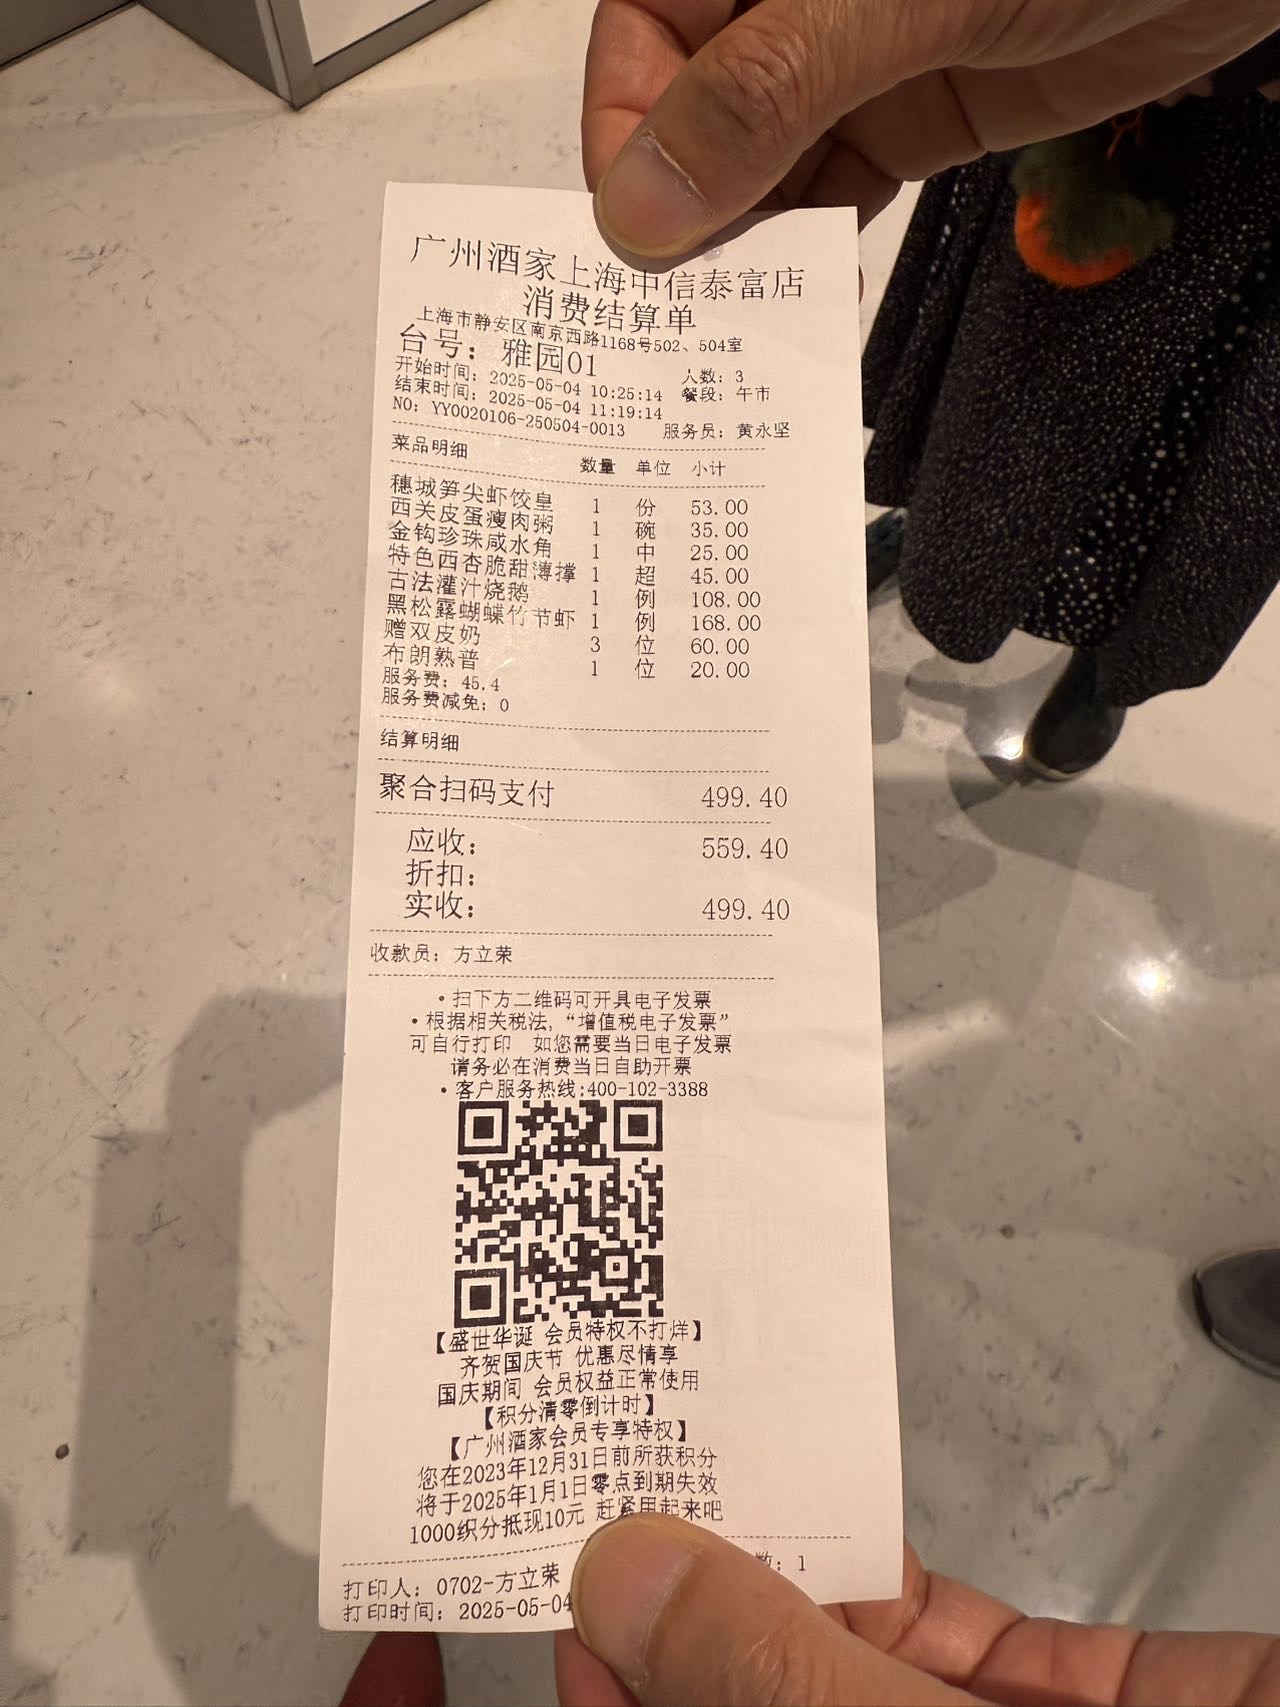 广州酒家上海中信泰富店
消费结算单
上海市静安区南京西路1168号502、504室
台号：雅园01
人数：3
开始时间：2025-05-04 10:25:14 餐段：午市
结束时间：2025-05-04 11:19:14
NO：YY0020106-250504-0013 服务员：黄永坚
菜品明细 数量 单位 小计
穗城笋尖虾饺皇 1 份 53.00
西关皮蛋瘦肉粥 1 碗 35.00
金钩珍珠咸水角 1 中 25.00
特色西杏脆甜薄撑 1 超 45.00
古法灌汁烧鹅 1 例 108.00
黑松露蝴蝶竹节虾 1 例 168.00
赠双皮奶 3 位 60.00
布朗熟普 1 位 20.00
服务费：45.4
服务费减免：0
结算明细
聚合扫码支付 499.40
应收： 559.40
折扣：
实收： 499.40
收款员：方立荣
•扫下方二维码可开具电子发票
•根据相关税法，“增值税电子发票”
可自行打印 如您需要当日电子发票
请务必在消费当日自助开票
•客户服务热线:400-102-3388
【盛世华诞 会员特权不打烊】
齐贺国庆节 优惠尽情享
国庆期间 会员权益正常使用
【积分清零倒计时】
【广州酒家会员专享特权】
您在2023年12月31日前所获积分
将于2025年1月1日零点到期失效
1000积分抵现10元 赶紧用起来吧
打印人：0702-方立荣 数：1
打印时间：2025-05-04